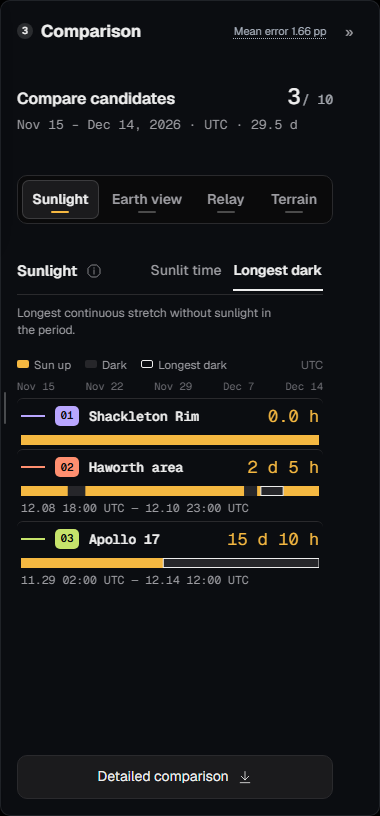 3 Comparison Mean error 1.66 pp »
Compare candidates 3 / 10
Nov 15 – Dec 14, 2026 · UTC · 29.5 d
Sunlight Earth view Relay Terrain
Sunlight Sunlit time Longest dark
Longest continuous stretch without sunlight in
the period.
Sun up Dark Longest dark UTC
Nov 15 Nov 22 Nov 29 Dec 7 Dec 14
01 Shackleton Rim 0.0 h
02 Haworth area 2 d 5 h
12.08 18:00 UTC — 12.10 23:00 UTC
03 Apollo 17 15 d 10 h
11.29 02:00 UTC — 12.14 12:00 UTC
Detailed comparison